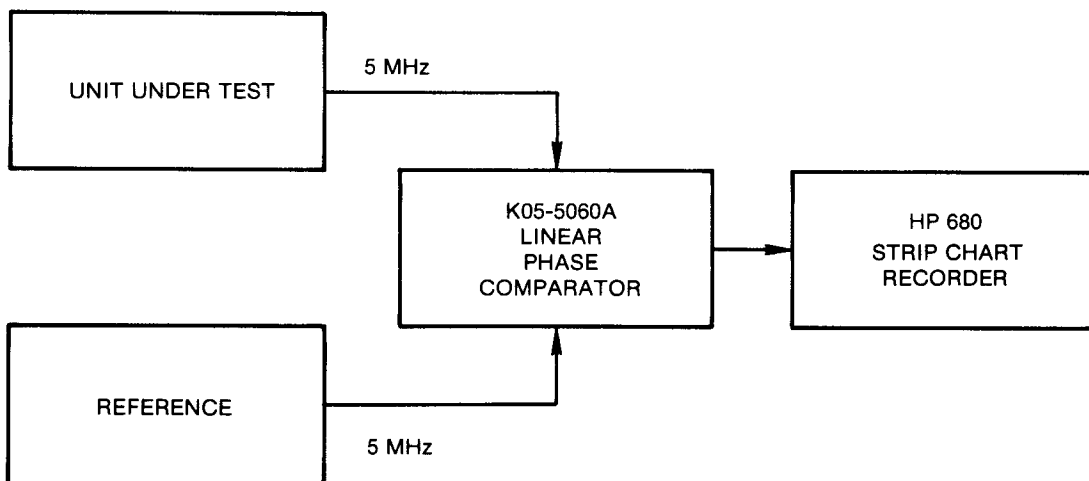 UNIT UNDER TEST
5 MHz
K05-5060A
LINEAR
PHASE
COMPARATOR
HP 680
STRIP CHART
RECORDER
REFERENCE
5 MHz